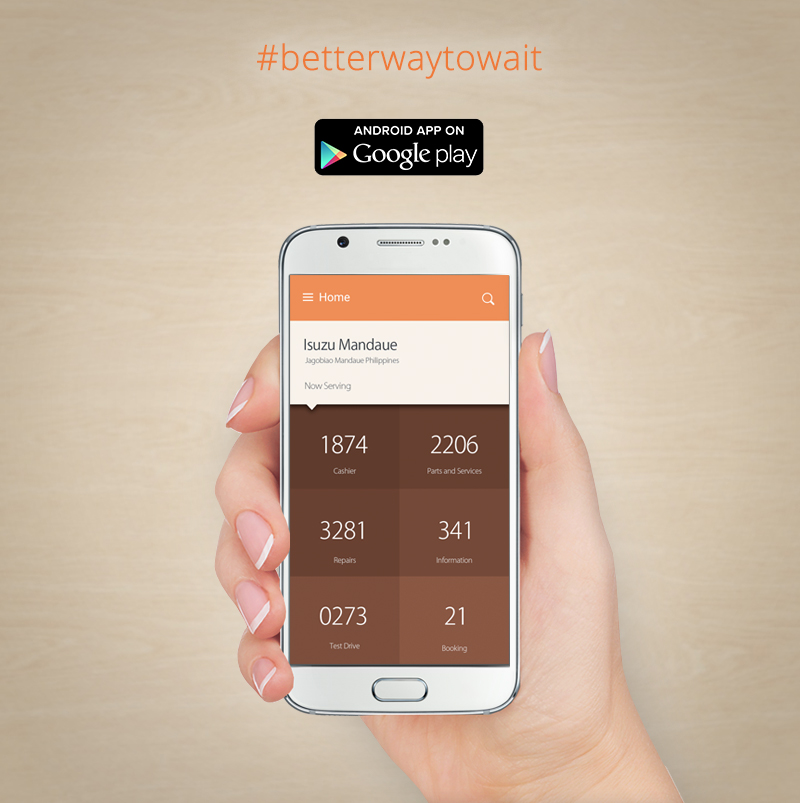 #betterwaytowait
ANDROID APP ON
Google play
Home
Isuzu Mandaue
Jagobiao Mandaue Philippines
Now Serving
1874
2206
Cashier
Parts and Services
3281
341
Repairs
Information
0273
21
Test Drive
Booking